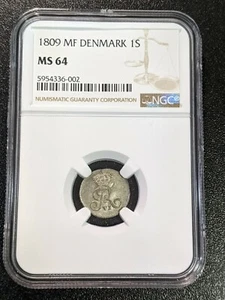 1809 MF DENMARK 1S
MS 64
5954336-002
NUMISMATIC GUARANTY CORPORATION
NGC